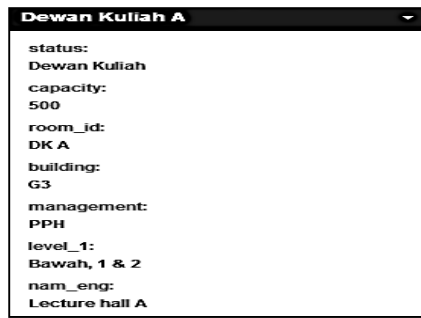 Dewan Kuliah A
status:
Dewan Kuliah
capacity:
500
room_id:
DK A
building:
G3
management:
PPH
level_1:
Bawah, 1 & 2
nam_eng:
Lecture hall A